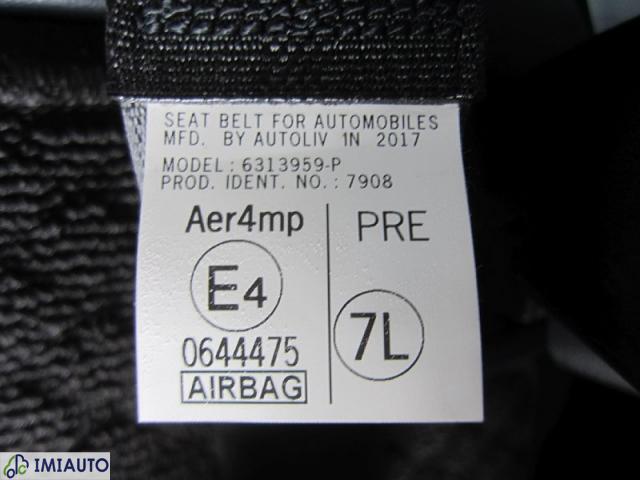 SEAT BELT FOR AUTOMOBILES
MFD. BY AUTOLIV 1N 2017
MODEL : 6313959-P
PROD. IDENT. NO. : 7908
Aer4mp
E4
0644475
AIRBAG
PRE
7L
IMIAUTO